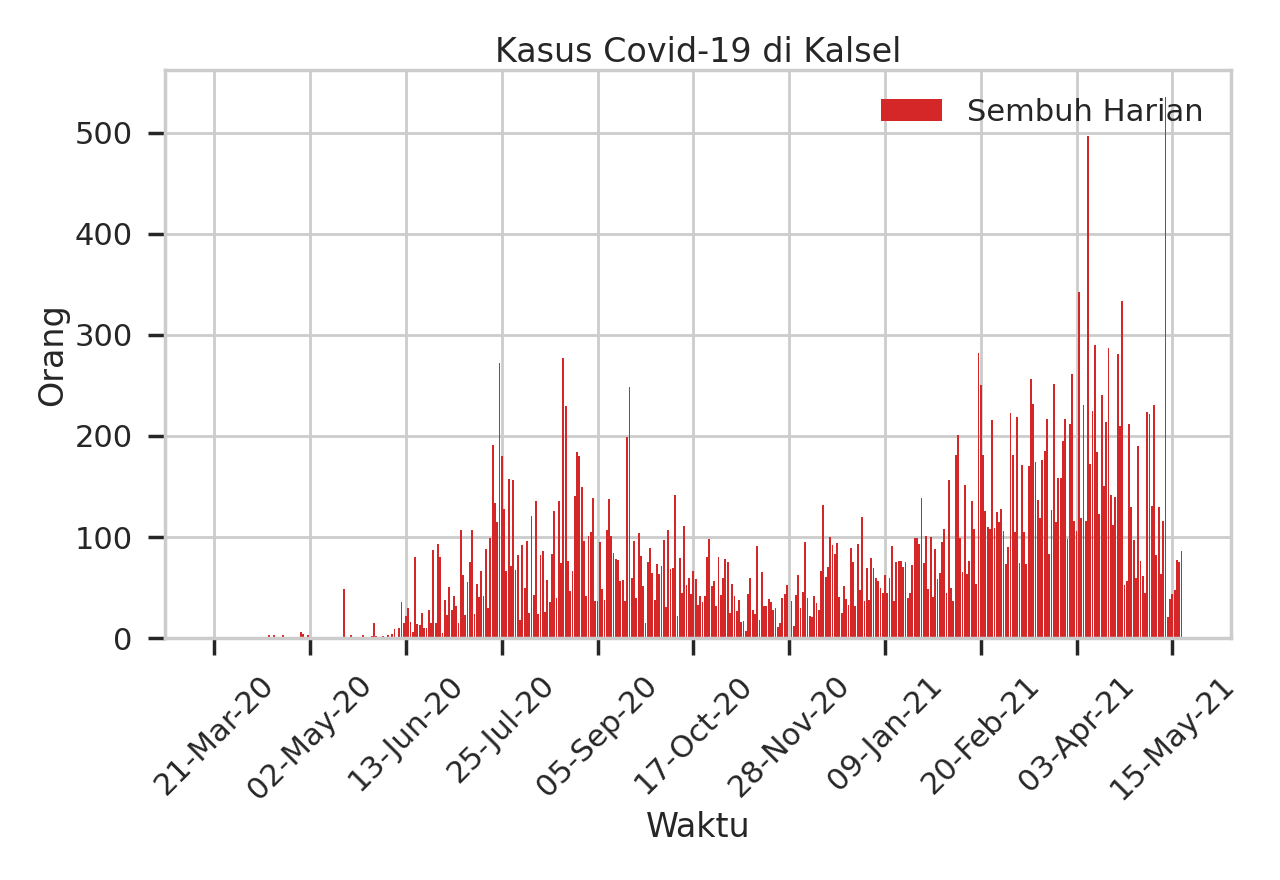 Kasus Covid-19 di Kalsel
Sembuh Harian
Orang
500
400
300
200
100
0
21-Mar-20
02-May-20
13-Jun-20
25-Jul-20
05-Sep-20
17-Oct-20
28-Nov-20
09-Jan-21
20-Feb-21
03-Apr-21
15-May-21
Waktu